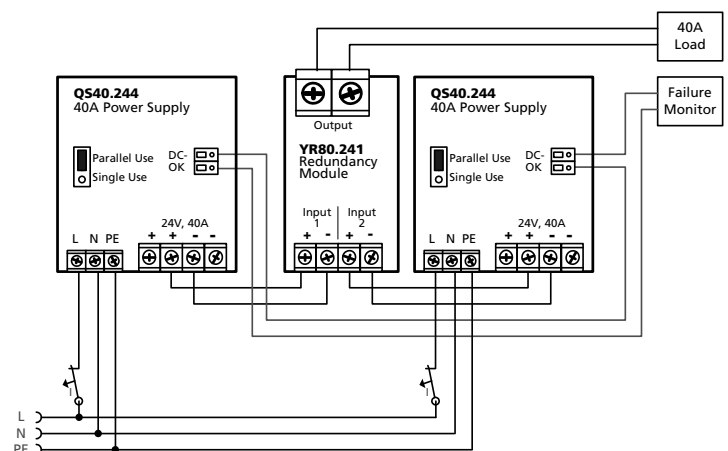 40A
Load
QS40.244
40A Power Supply
Parallel Use
Single Use
DC-
OK
24V, 40A
L N PE
+ + - -
Output
YR80.241
Redundancy
Module
Input
1
Input
2
+ - + -
QS40.244
40A Power Supply
Parallel Use
Single Use
DC-
OK
24V, 40A
L N PE
+ + - -
Failure
Monitor
I
I
L
N
PE